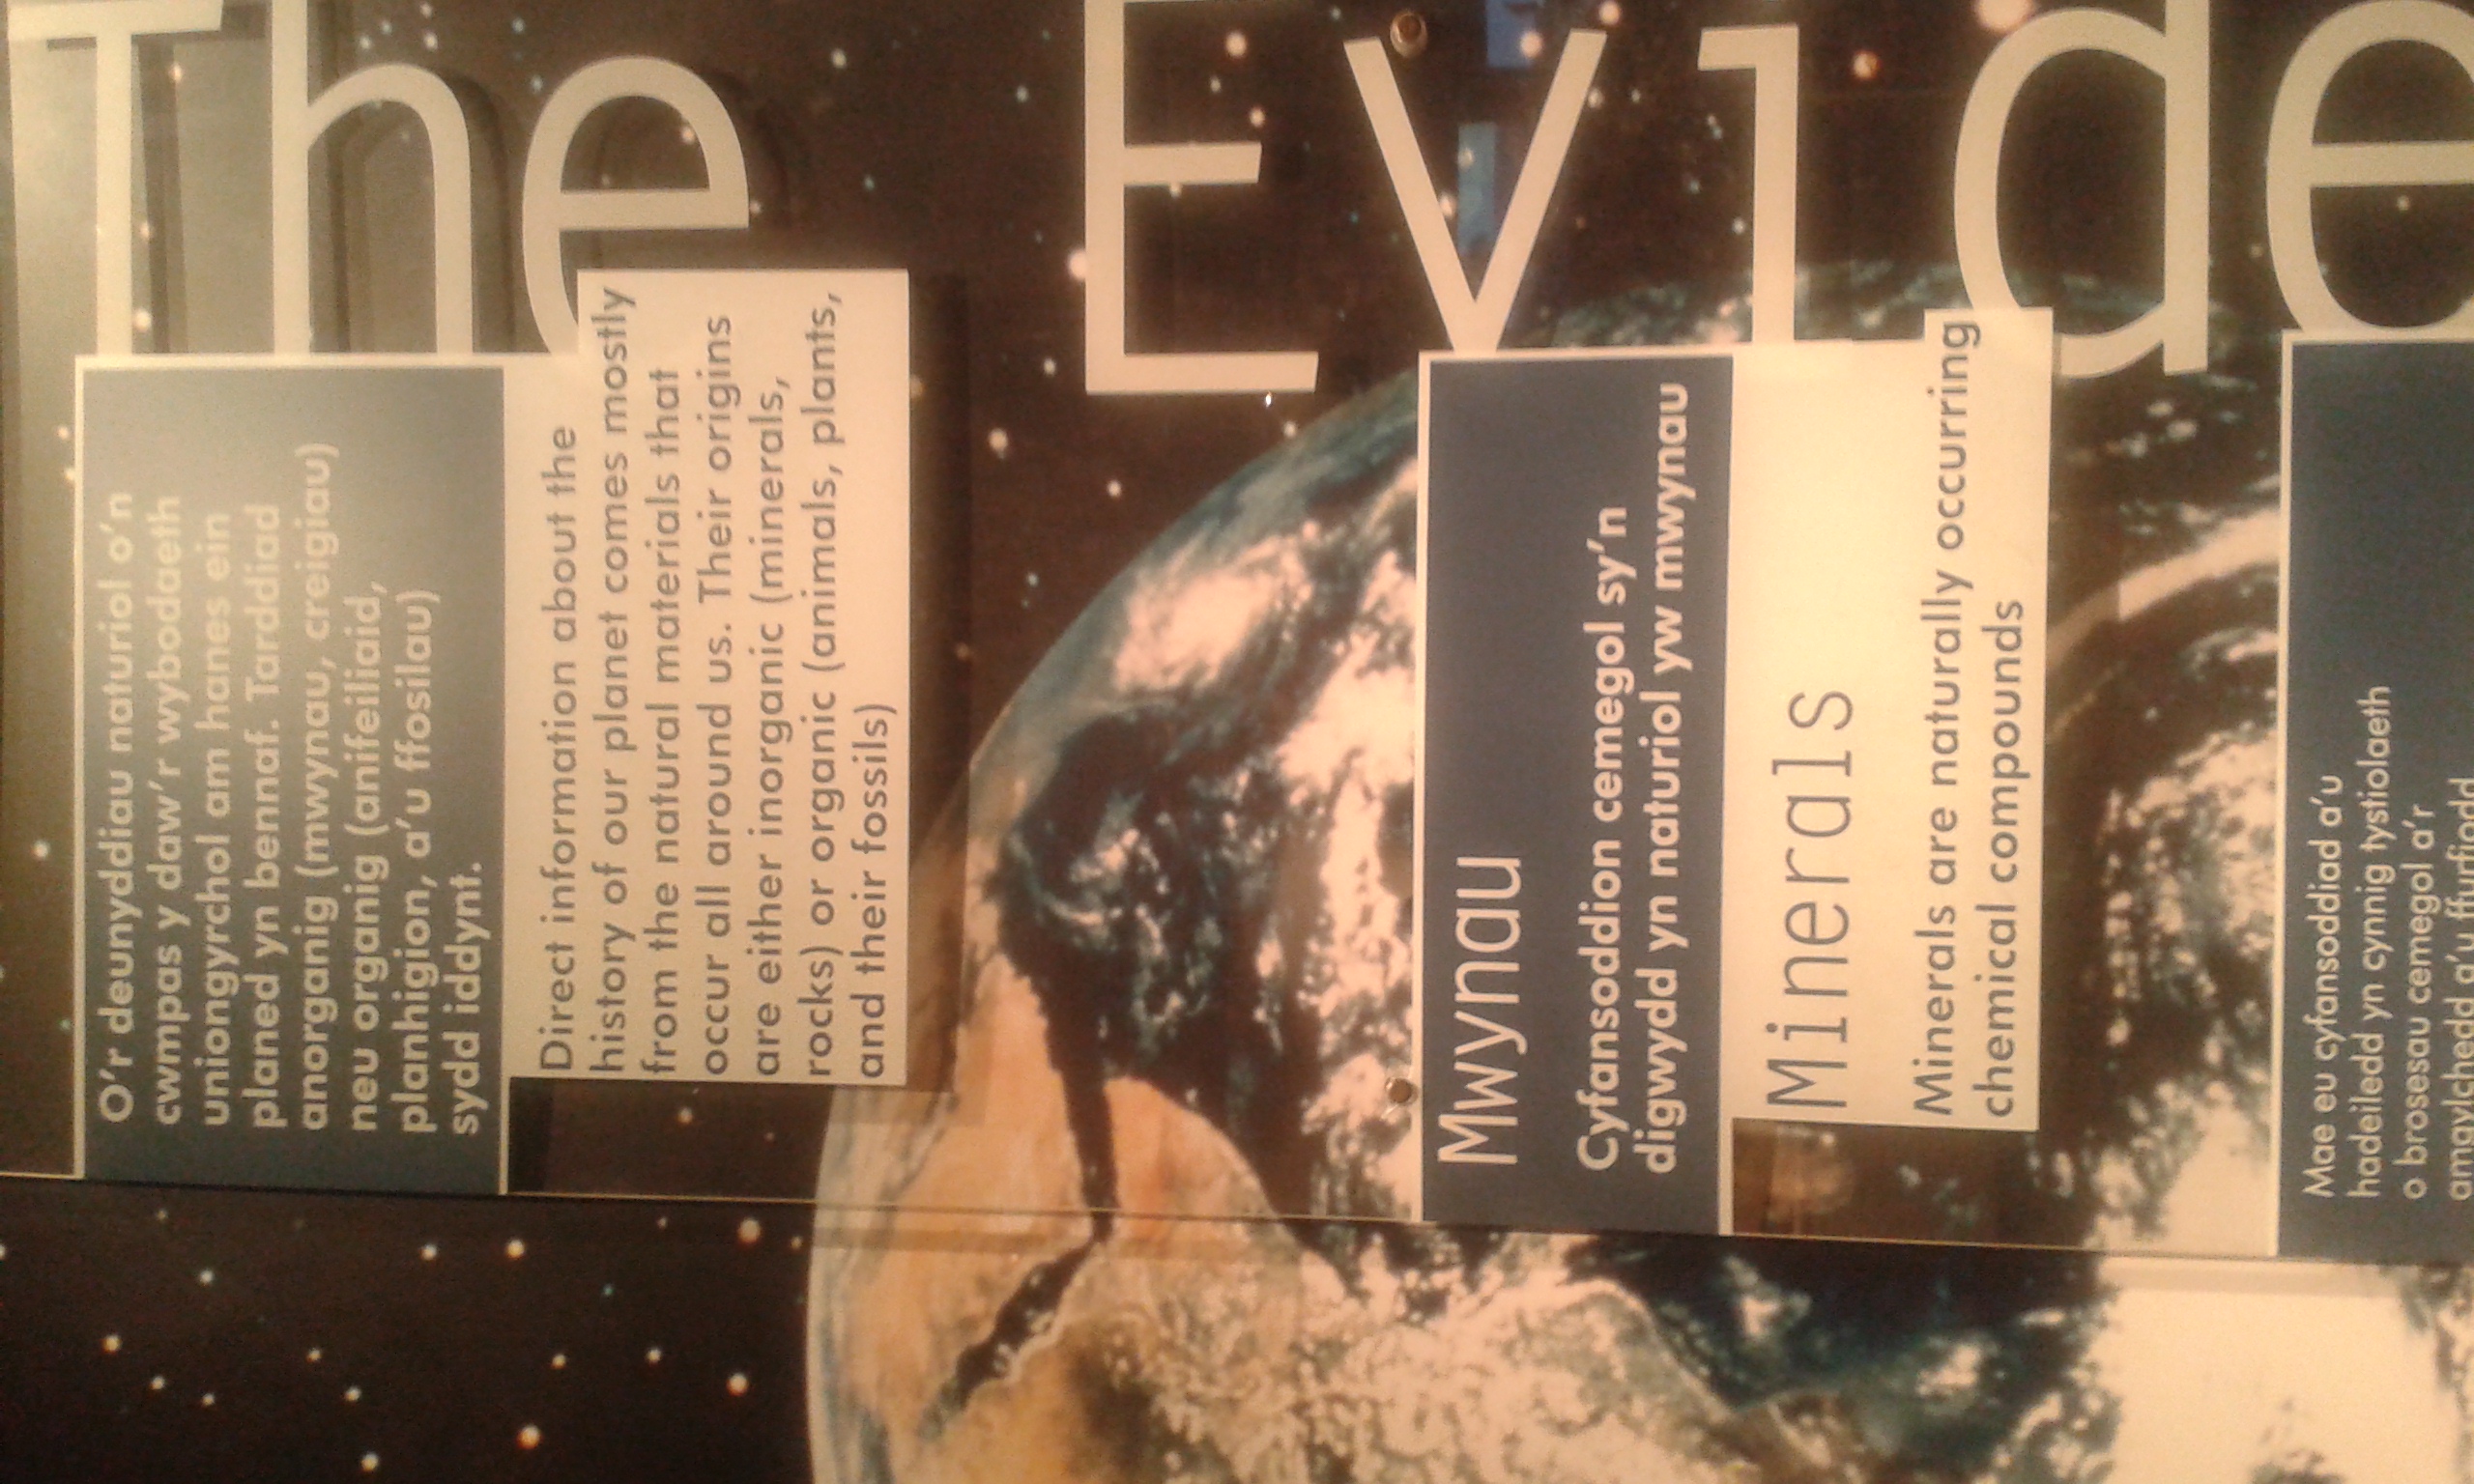 O'r deunyddiau naturiol o'n
cwmpas y daw'r wybodaeth
uniongyrchol am hanes ein
planed yn bennaf. Tarddiad
anorganig (mwynau, creigiau)
neu organig (anifeiliaid,
planhigion, a'u ffosilau)
sydd iddynt.
Direct information about the
history of our planet comes mostly
from the natural materials that
occur all around us. Their origins
are either inorganic (minerals,
rocks) or organic (animals, plants,
and their fossils)
Mwynau
Cyfansoddion cemegol sy'n
digwydd yn naturiol yw mwynau
Minerals
Minerals are naturally occurring
chemical compounds
Mae eu cyfansoddiad a'u
hadeiledd yn cynnig tystiolaeth
o brosesau cemegol a'r
amgylchedd a'u ffurfiodd
The Evide